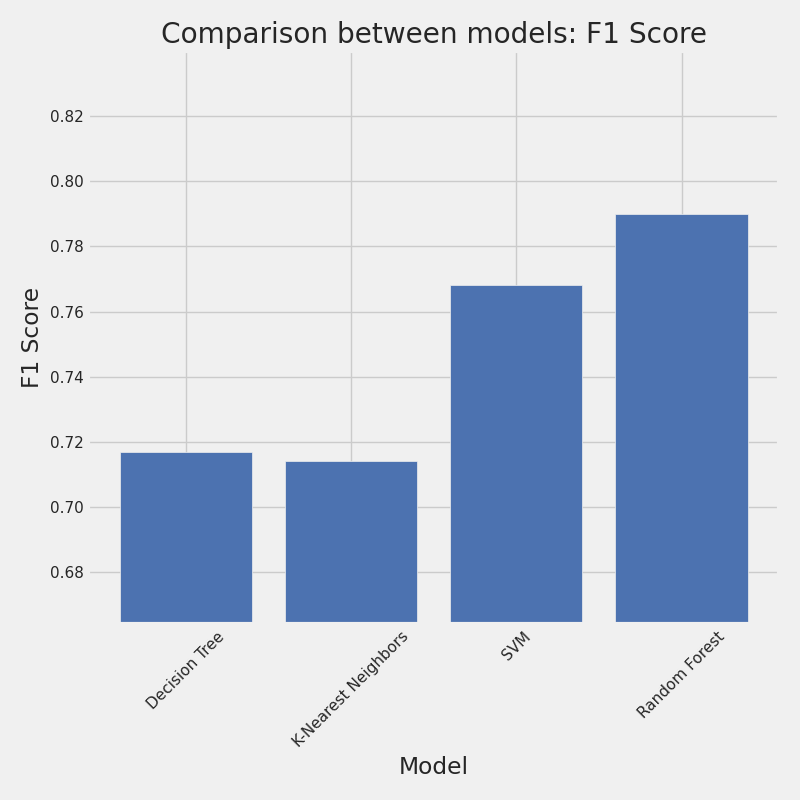 Comparison between models: F1 Score
0.82
0.80
0.78
0.76
0.74
0.72
0.70
0.68
F1 Score
Decision Tree
K-Nearest Neighbors
SVM
Random Forest
Model